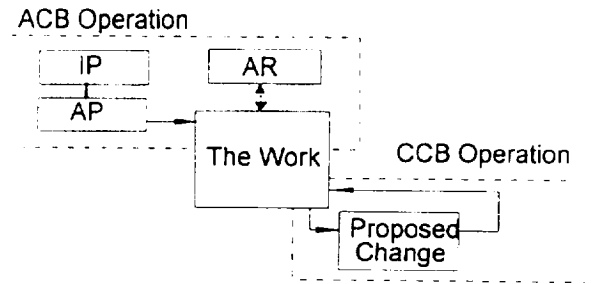 ACB Operation
IP
AR
AP
The Work
CCB Operation
Proposed
Change